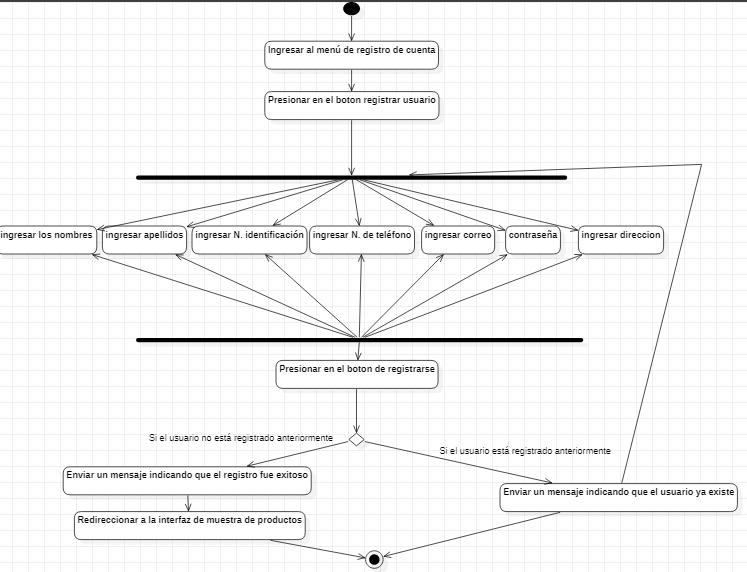 Ingresar al menú de registro de cuenta
Presionar en el boton registrar usuario
ingresar los nombres
ingresar apellidos
ingresar N. identificación
ingresar N. de teléfono
ingresar correo
contraseña
ingresar direccion
Presionar en el boton de registrarse
Si el usuario no está registrado anteriormente
Si el usuario está registrado anteriormente
Enviar un mensaje indicando que el registro fue exitoso
Enviar un mensaje indicando que el usuario ya existe
Redireccionar a la interfaz de muestra de productos